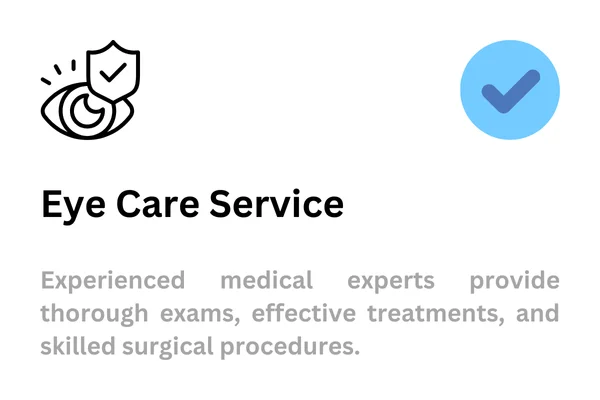 Eye Care Service
Experienced medical experts provide
thorough exams, effective treatments, and
skilled surgical procedures.